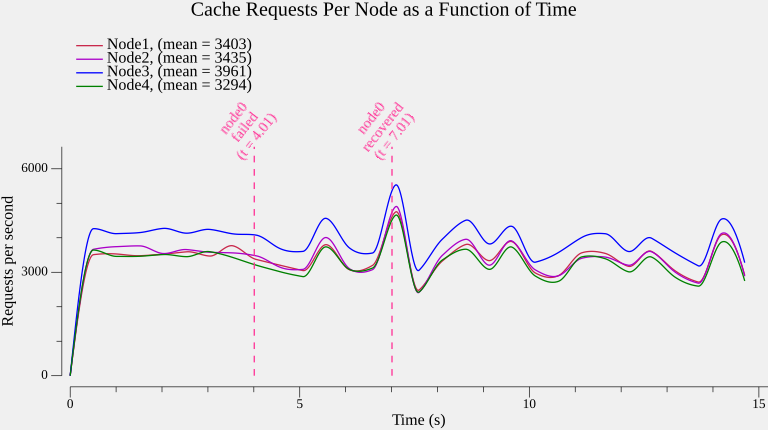 Cache Requests Per Node as a Function of Time
Node1, (mean = 3403)
Node2, (mean = 3435)
Node3, (mean = 3961)
Node4, (mean = 3294)
node0
failed
(t = 4.01)
node0
recovered
(t = 7.01)
6000
3000
0
Requests per second
0
5
10
15
Time (s)